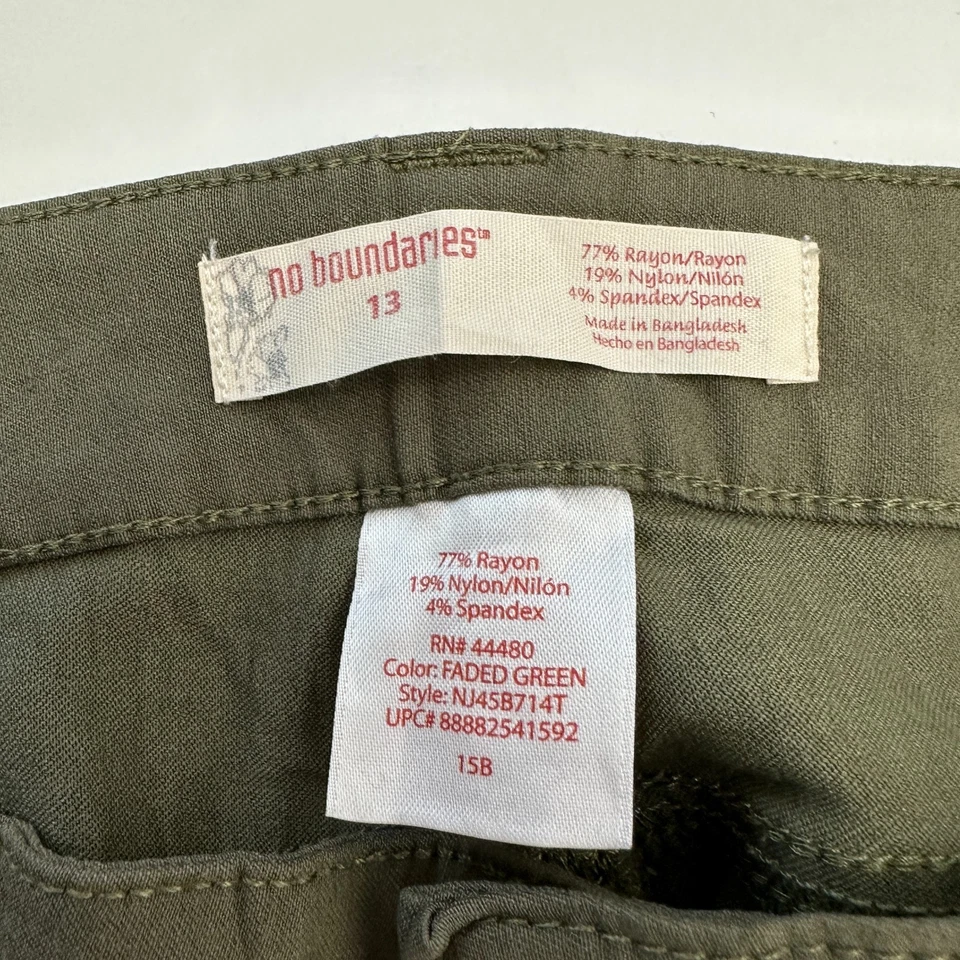 no boundaries™
13
77% Rayon/Rayon
19% Nylon/Nilón
4% Spandex/Spandex
Made in Bangladesh
Hecho en Bangladesh
77% Rayon
19% Nylon/Nilón
4% Spandex
RN# 44480
Color: FADED GREEN
Style: NJ45B714T
UPC# 88882541592
15B